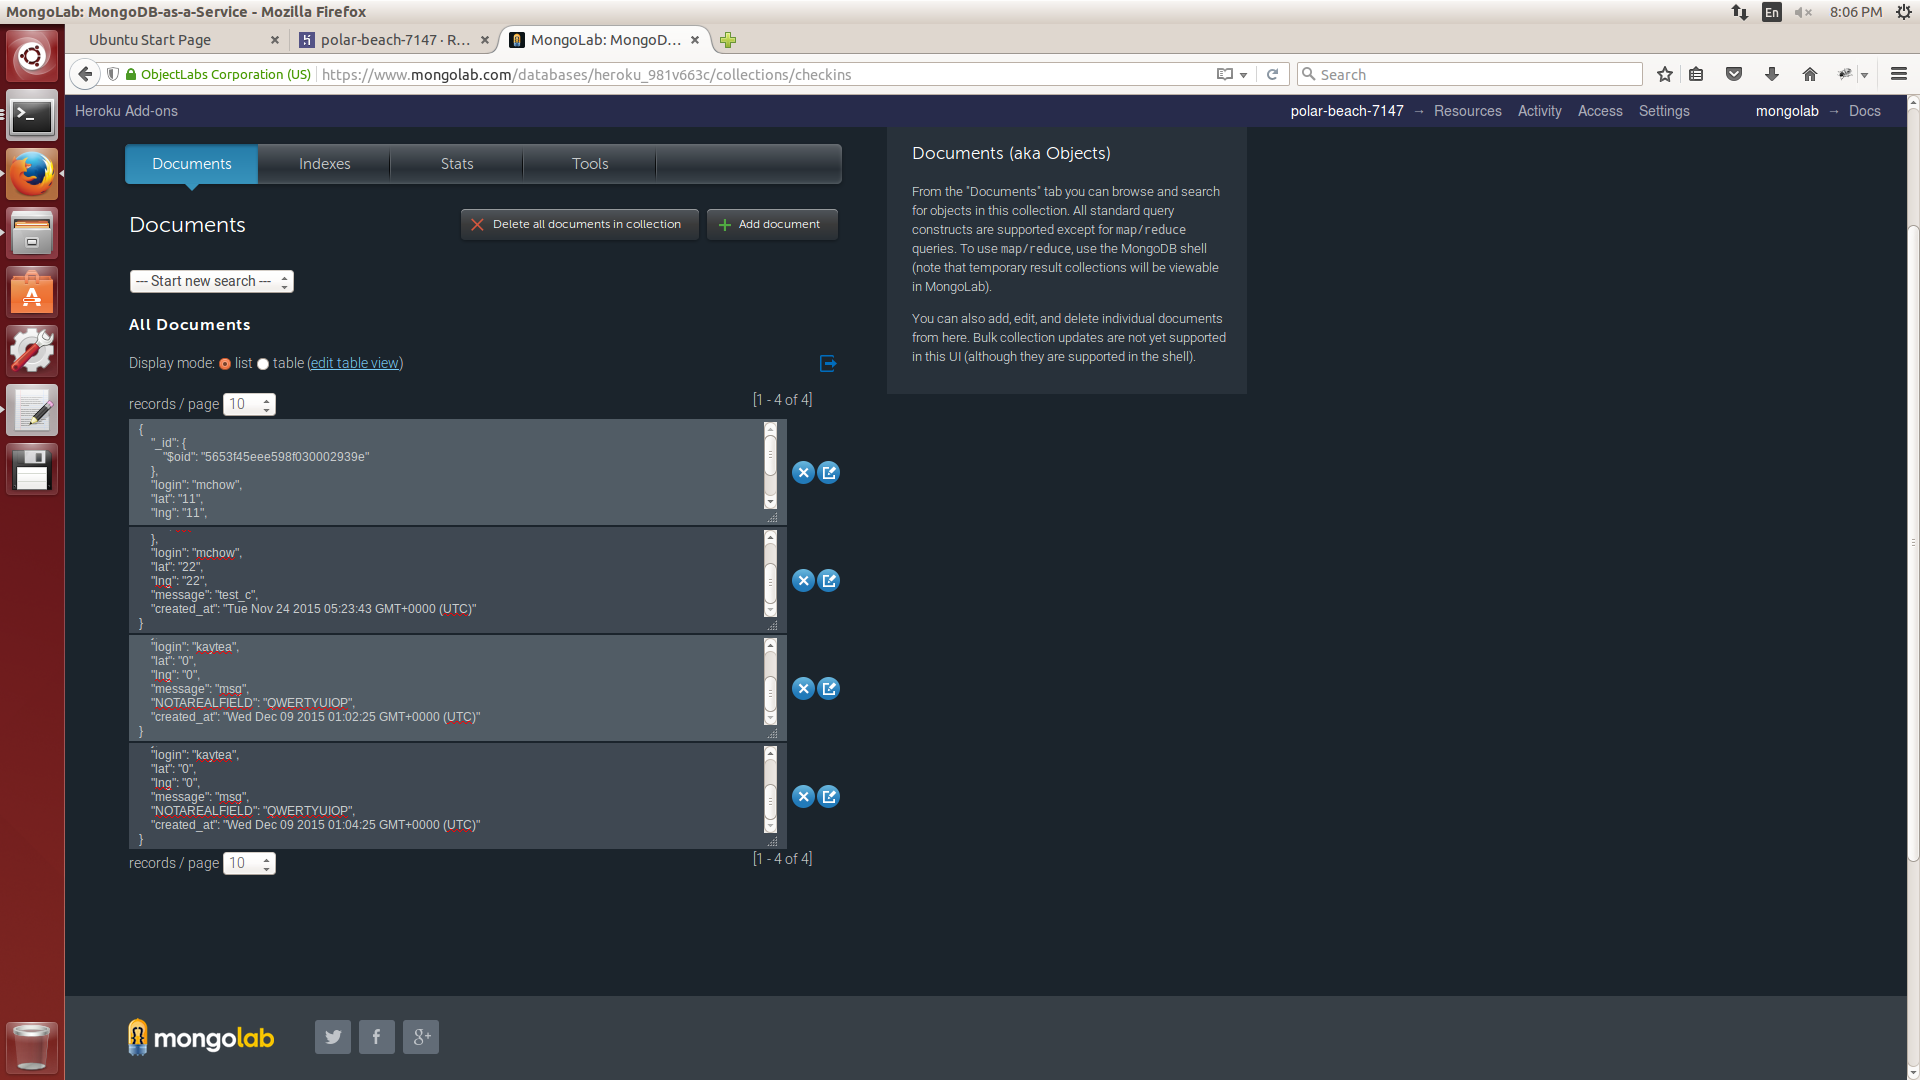 MongoLab: MongoDB-as-a-Service - Mozilla Firefox
En
8:06 PM
Ubuntu Start Page
polar-beach-7147 · R...
MongoLab: MongoD...
ObjectLabs Corporation (US)
https://www.mongolab.com/databases/heroku_981v663c/collections/checkins
Search
Heroku Add-ons
polar-beach-7147 → Resources Activity Access Settings
mongolab → Docs
Documents
Indexes
Stats
Tools
Documents
Delete all documents in collection
Add document
--- Start new search ---
All Documents
Display mode: list table (edit table view)
records / page 10
[1 - 4 of 4]
{
"_id": {
"$oid": "5653f45eee598f030002939e"
},
"login": "mchow",
"lat": "11",
"lng": "11",
},
"login": "mchow",
"lat": "22",
"lng": "22",
"message": "test_c",
"created_at": "Tue Nov 24 2015 05:23:43 GMT+0000 (UTC)"
}
"login": "kaytea",
"lat": "0",
"lng": "0",
"message": "msg",
"NOTAREALFIELD": "QWERTYUIOP",
"created_at": "Wed Dec 09 2015 01:02:25 GMT+0000 (UTC)"
}
"login": "kaytea",
"lat": "0",
"lng": "0",
"message": "msg",
"NOTAREALFIELD": "QWERTYUIOP",
"created_at": "Wed Dec 09 2015 01:04:25 GMT+0000 (UTC)"
}
records / page 10
[1 - 4 of 4]
Documents (aka Objects)
From the "Documents" tab you can browse and search
for objects in this collection. All standard query
constructs are supported except for map/reduce
queries. To use map/reduce, use the MongoDB shell
(note that temporary result collections will be viewable
in MongoLab).
You can also add, edit, and delete individual documents
from here. Bulk collection updates are not yet supported
in this UI (although they are supported in the shell).
mongolab
f
g+